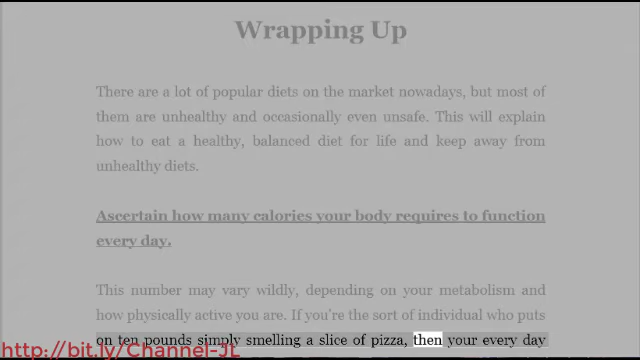 Wrapping Up
There are a lot of popular diets on the market nowadays, but most of
them are unhealthy and occasionally even unsafe. This will explain
how to eat a healthy, balanced diet for life and keep away from
unhealthy diets.
Ascertain how many calories your body requires to function
every day.
This number may vary wildly, depending on your metabolism and
how physically active you are. If you're the sort of individual who puts
on ten pounds simply smelling a slice of pizza, then your every day
http://bit.ly/Channel-JL